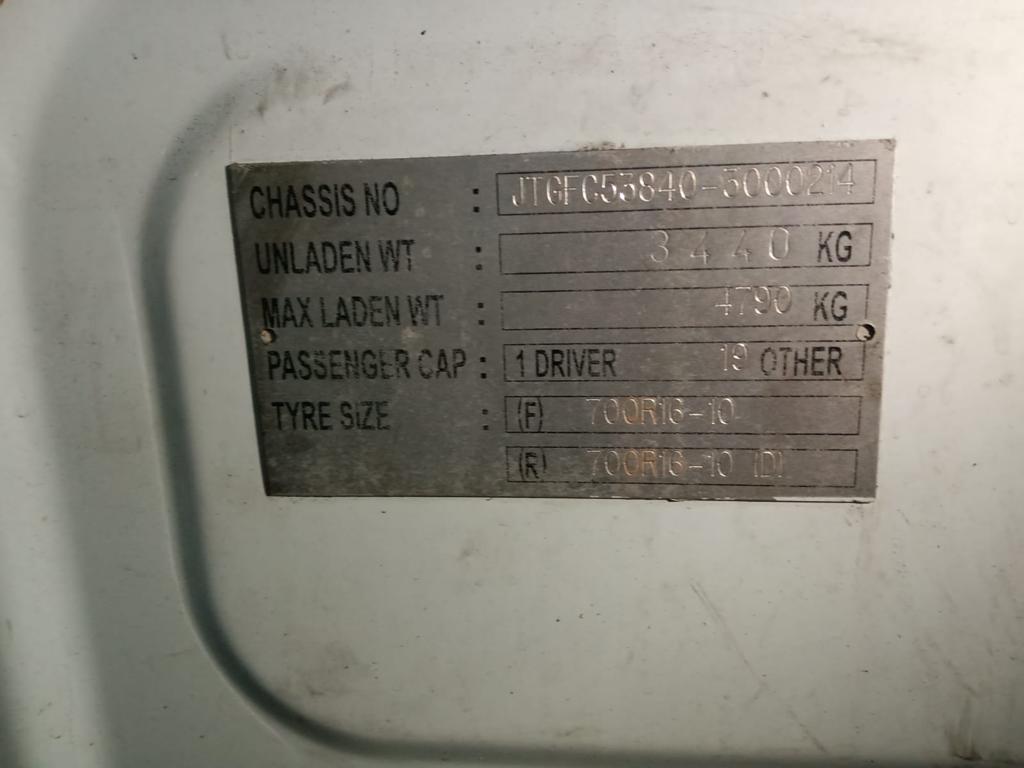 CHASSIS NO : JTGFC53840-3000214
UNLADEN WT : 3440 KG
MAX LADEN WT : 4790 KG
PASSENGER CAP : 1 DRIVER 19 OTHER
TYRE SIZE : (F) 700R16-10
(R) 700R16-10 (D)